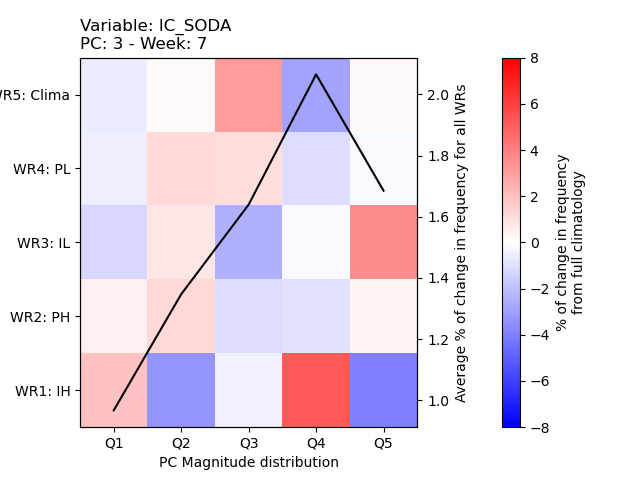 Variable: IC_SODA
PC: 3 - Week: 7
WR5: Clima
WR4: PL
WR3: IL
WR2: PH
WR1: IH
Q1 Q2 Q3 Q4 Q5
PC Magnitude distribution
2.0
1.8
1.6
1.4
1.2
1.0
Average % of change in frequency for all WRs
8
6
4
2
0
−2
−4
−6
−8
% of change in frequency
from full climatology